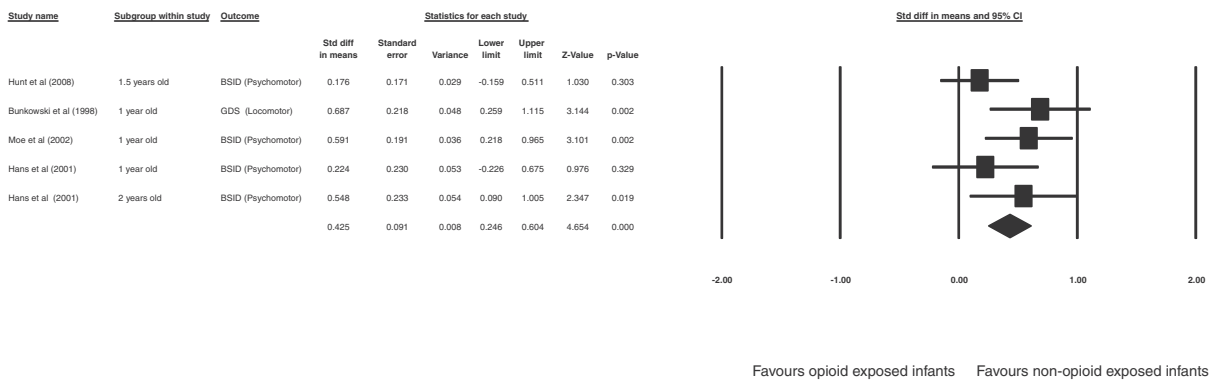 Study name Subgroup within study Outcome Statistics for each study Std diff in means and 95% CI
Std diff in means Standard error Variance Lower limit Upper limit Z-Value p-Value
Hunt et al (2008) 1.5 years old BSID (Psychomotor) 0.176 0.171 0.029 -0.159 0.511 1.030 0.303
Bunkowski et al (1998) 1 year old GDS (Locomotor) 0.687 0.218 0.048 0.259 1.115 3.144 0.002
Moe et al (2002) 1 year old BSID (Psychomotor) 0.591 0.191 0.036 0.218 0.965 3.101 0.002
Hans et al (2001) 1 year old BSID (Psychomotor) 0.224 0.230 0.053 -0.226 0.675 0.976 0.329
Hans et al (2001) 2 years old BSID (Psychomotor) 0.548 0.233 0.054 0.090 1.005 2.347 0.019
0.425 0.091 0.008 0.246 0.604 4.654 0.000
-2.00 -1.00 0.00 1.00 2.00
Favours opioid exposed infants Favours non-opioid exposed infants